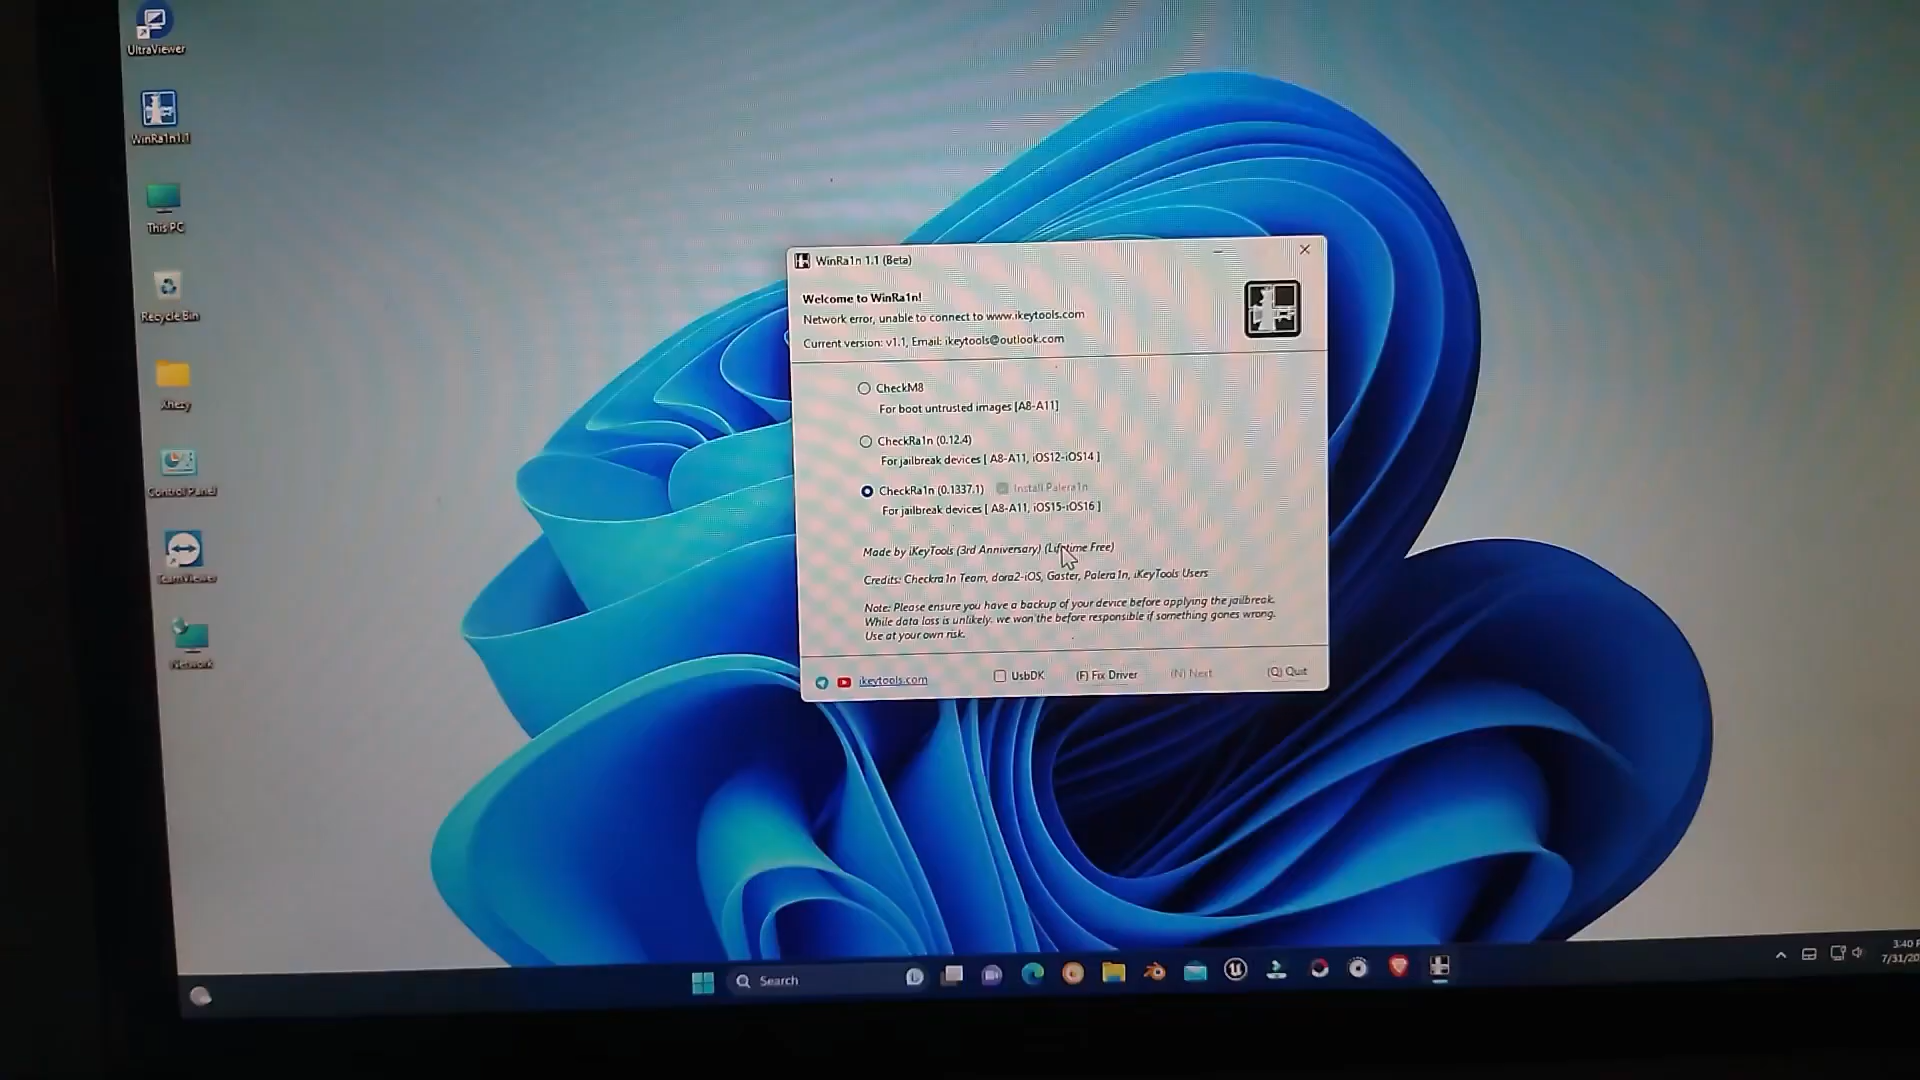 UltraViewer
WinRa1n1.1
This PC
Recycle Bin
Control Panel
TeamViewer
Network
WinRa1n 1.1 (Beta)
Welcome to WinRa1n!
Network error, unable to connect to www.ikeytools.com
Current version: v1.1, Email: ikeytools@outlook.com
CheckM8
For boot untrusted images [A8-A11]
CheckRa1n (0.12.4)
For jailbreak devices [ A8-A11, iOS12-iOS14 ]
CheckRa1n (0.1337.1) Install Palera1n
For jailbreak devices [ A8-A11, iOS15-iOS16 ]
Made by iKeyTools (3rd Anniversary) (Lifetime Free)
Credits: Checkra1n Team, dora2-iOS, Gaster, Palera1n, iKeyTools Users
Note: Please ensure you have a backup of your device before applying the jailbreak.
While data loss is unlikely. we won the before responsible if something gones wrong.
Use at your own risk.
ikeytools.com UsbDK (F) Fix Driver (N) Next (Q) Quit
Search
3:40 P
7/31/20